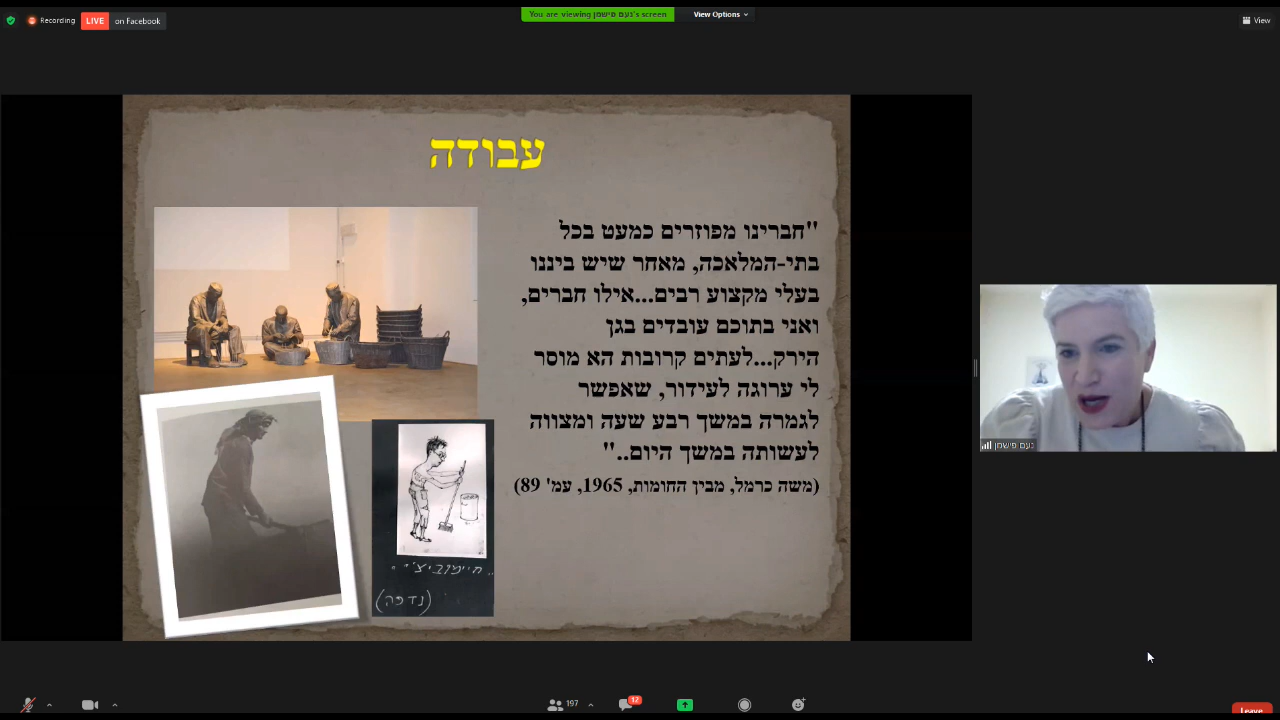 Recording
LIVE
on Facebook
You are viewing נעם פישמן's screen
View Options
View
עבודה
"חברינו מפוזרים כמעט בכל
בתי-המלאכה, מאחר שיש ביננו
בעלי מקצוע רבים...אילו חברים,
ואני בתוכם עובדים בגן
הירק...לעתים קרובות הא מוסר
לי ערוגה לעידור, שאפשר
לגמרה במשך רבע שעה ומצווה
לעשותה במשך היום.."
(משה כרמל, מבין החומות, 1965, עמ' 89)
(נדפה)
נעם פישמן
197
12
Leave